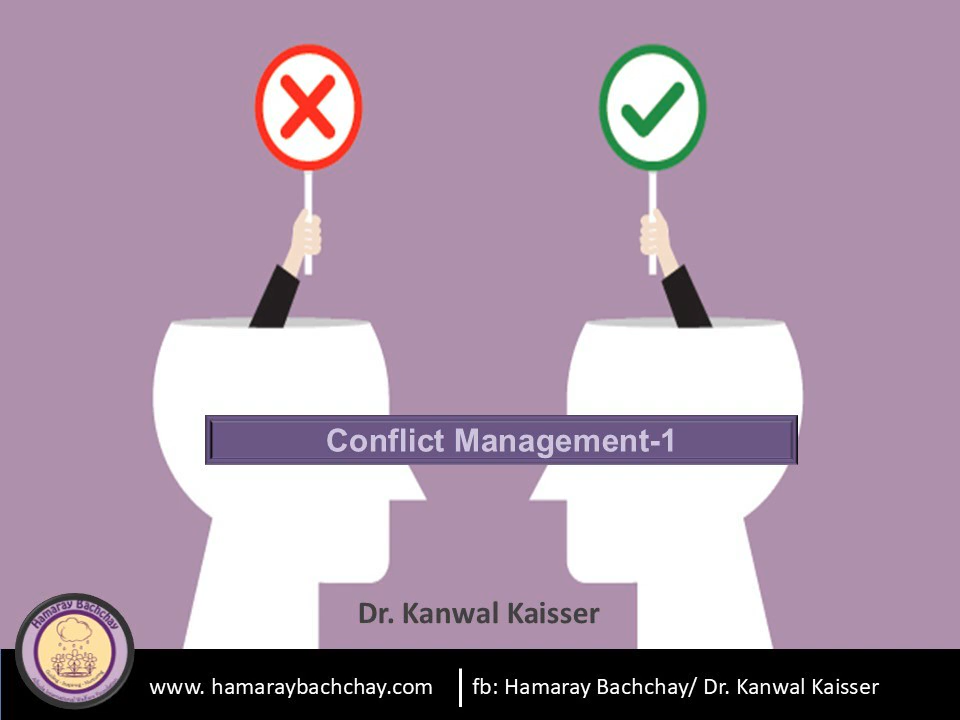 Conflict Management-1
Dr. Kanwal Kaisser
Hamaray Bachchay
www. hamaraybachchay.com
fb: Hamaray Bachchay/ Dr. Kanwal Kaisser